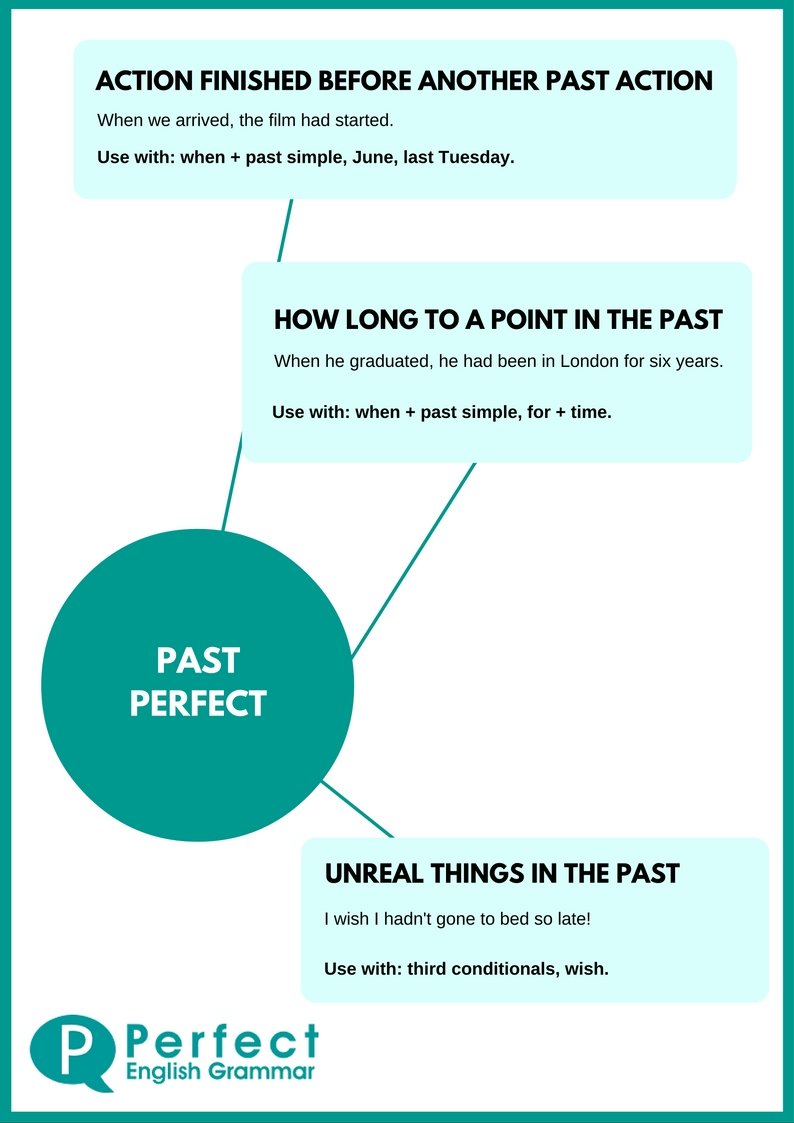 ACTION FINISHED BEFORE ANOTHER PAST ACTION
When we arrived, the film had started.
Use with: when + past simple, June, last Tuesday.
HOW LONG TO A POINT IN THE PAST
When he graduated, he had been in London for six years.
Use with: when + past simple, for + time.
PAST
PERFECT
UNREAL THINGS IN THE PAST
I wish I hadn't gone to bed so late!
Use with: third conditionals, wish.
P
Perfect
English Grammar